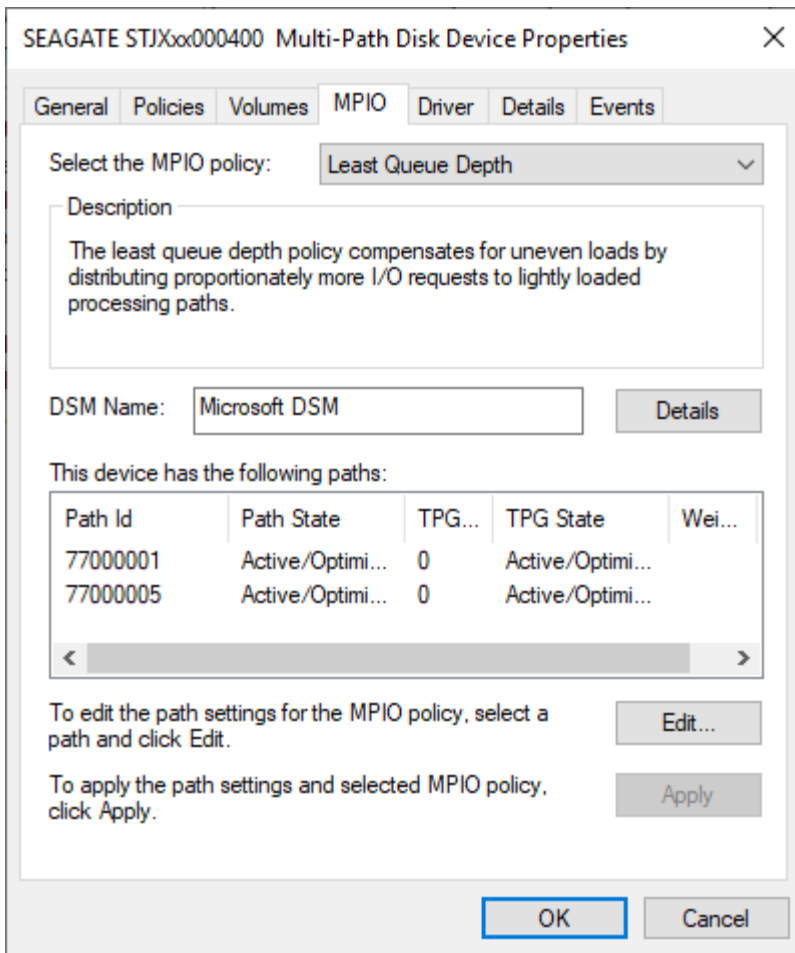 SEAGATE STJXxx000400 Multi-Path Disk Device Properties
General Policies Volumes MPIO Driver Details Events
Select the MPIO policy: Least Queue Depth
Description
The least queue depth policy compensates for uneven loads by
distributing proportionately more I/O requests to lightly loaded
processing paths.
DSM Name: Microsoft DSM Details
This device has the following paths:
Path Id Path State TPG... TPG State Wei...
77000001 Active/Optimi... 0 Active/Optimi...
77000005 Active/Optimi... 0 Active/Optimi...
To edit the path settings for the MPIO policy, select a
path and click Edit.
Edit...
To apply the path settings and selected MPIO policy,
click Apply.
Apply
OK Cancel